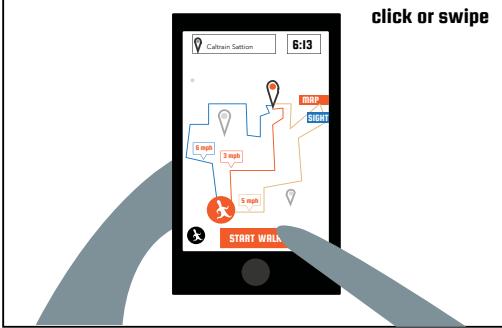 click or swipe
Caltrain Sattion
6:13
MAP
SIGHT
6 mph
3 mph
5 mph
START WALK